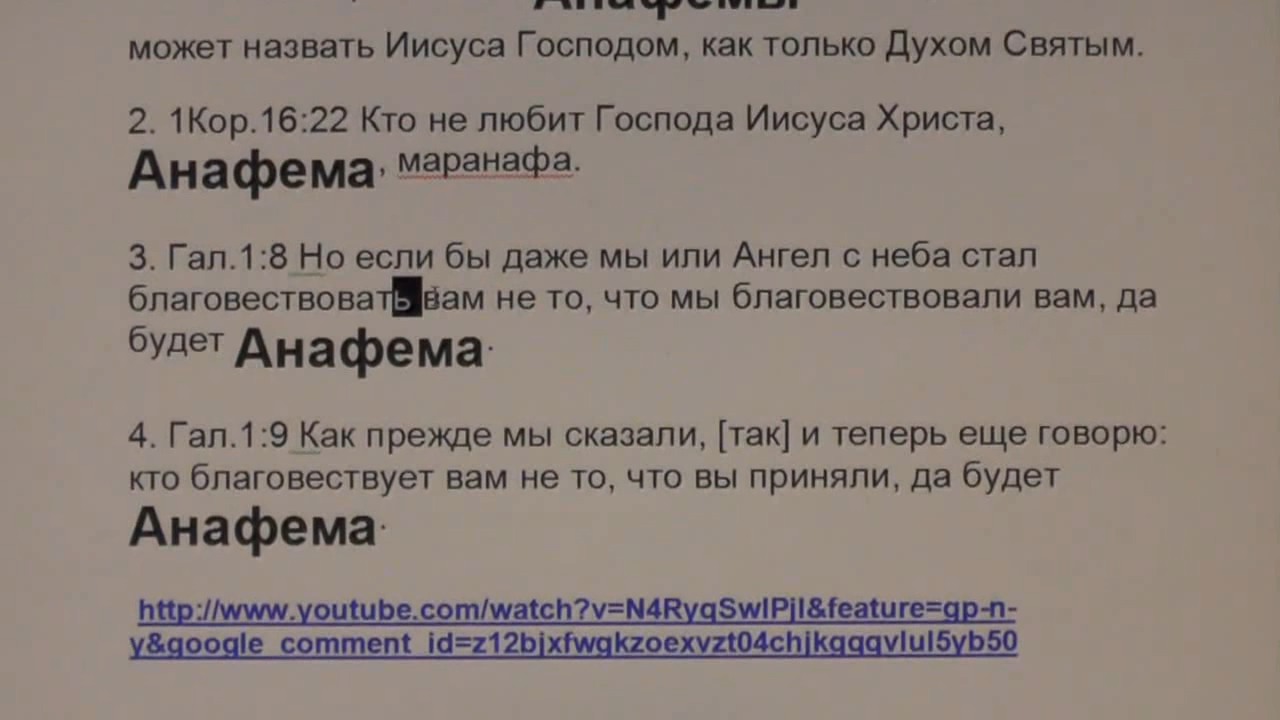 Анафемы
может назвать Иисуса Господом, как только Духом Святым.
2. 1Кор.16:22 Кто не любит Господа Иисуса Христа,
Анафема, маранафа.
3. Гал.1:8 Но если бы даже мы или Ангел с неба стал
благовествовать вам не то, что мы благовествовали вам, да
будет Анафема.
4. Гал.1:9 Как прежде мы сказали, [так] и теперь еще говорю:
кто благовествует вам не то, что вы приняли, да будет
Анафема.
http://www.youtube.com/watch?v=N4RyqSwIPjI&feature=gp-n-
y&google_comment_id=z12bjxfwgkzoexvzt04chjkgqqvlul5yb50